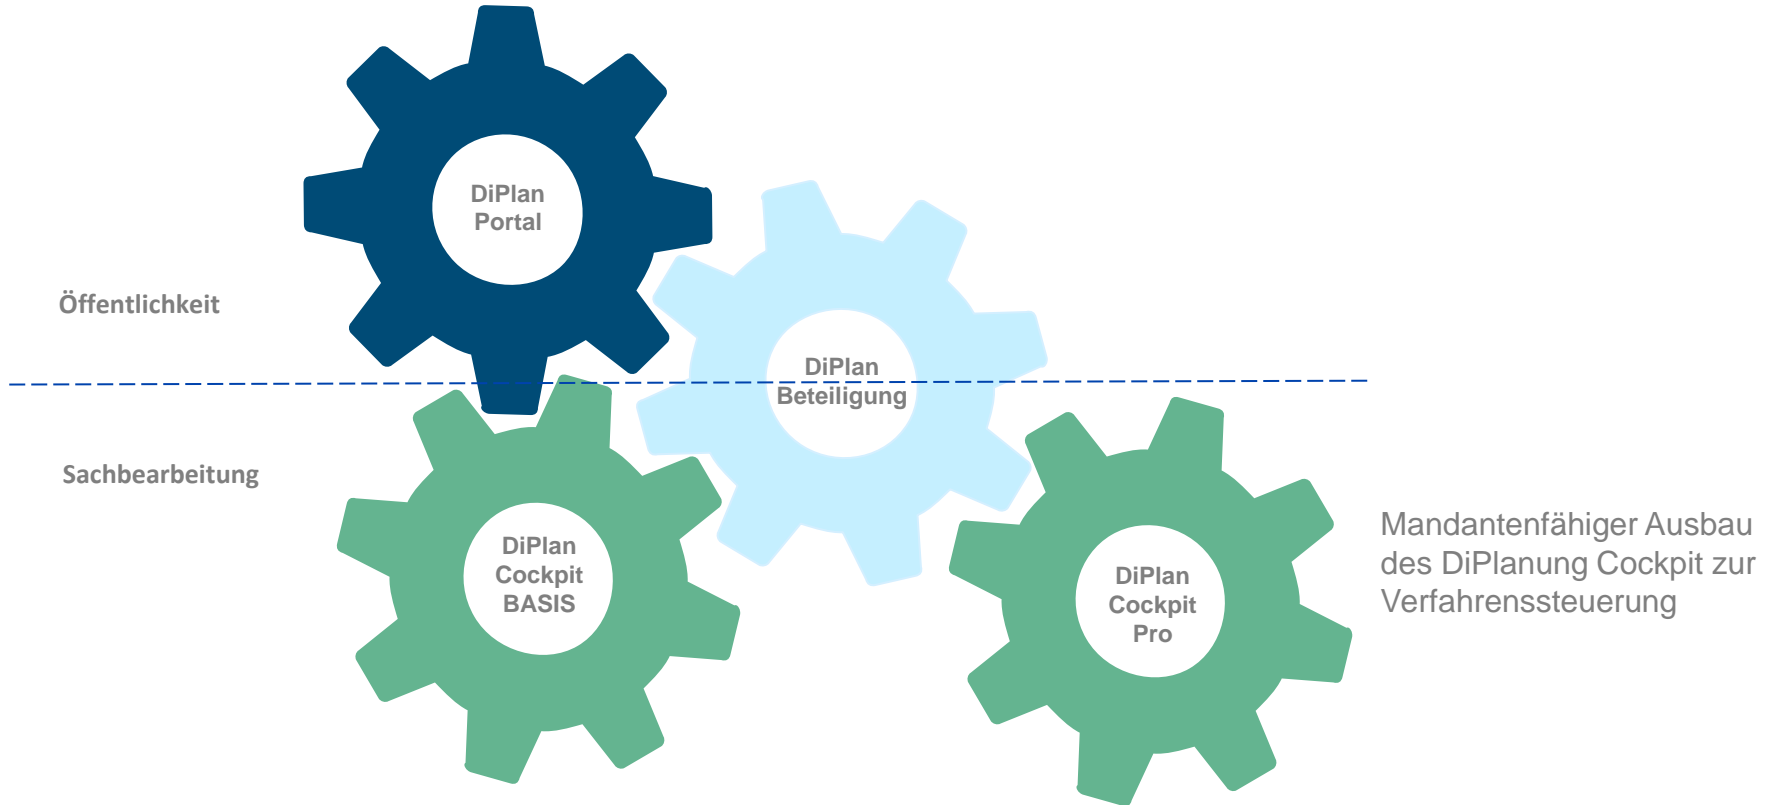 DiPlan
Portal
Öffentlichkeit
DiPlan
Beteiligung
Sachbearbeitung
DiPlan
Cockpit
BASIS
DiPlan
Cockpit
Pro
Mandantenfähiger Ausbau
des DiPlanung Cockpit zur
Verfahrenssteuerung